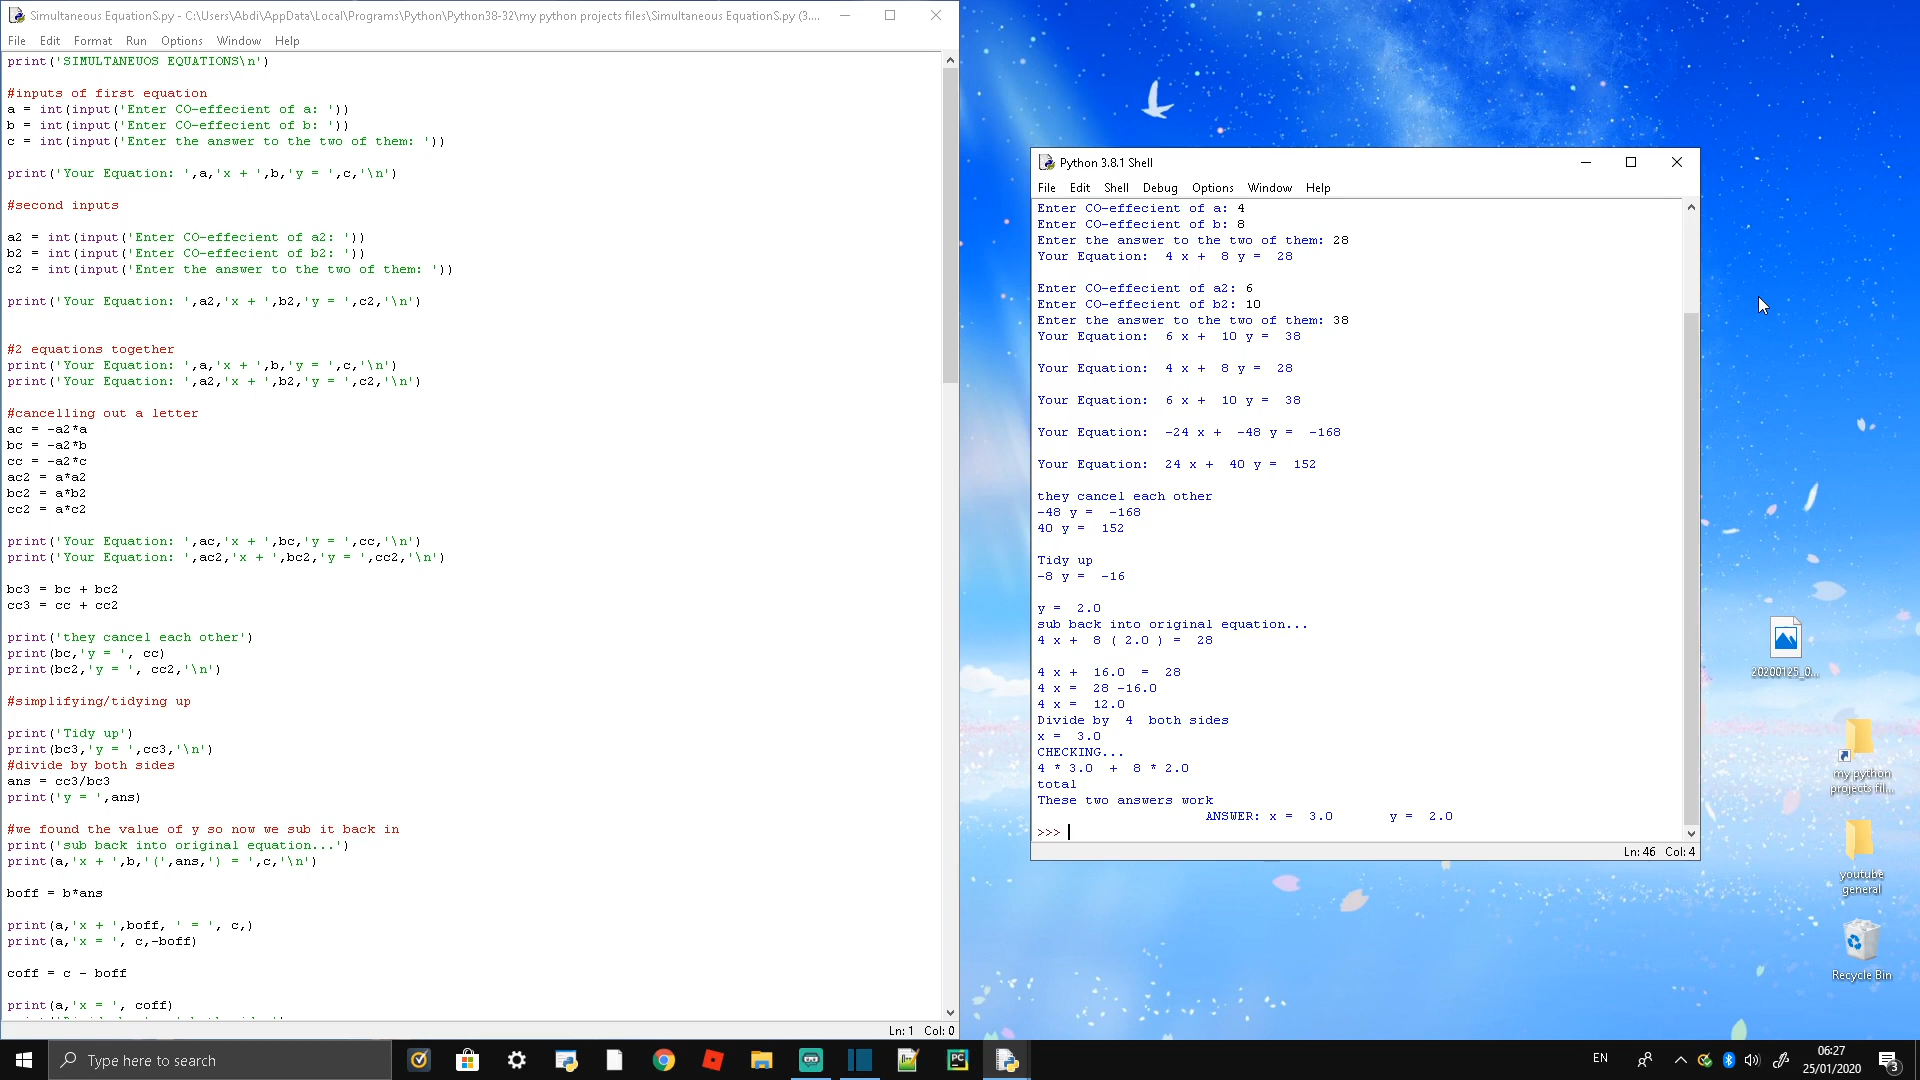 Simultaneous EquationS.py - C:\Users\Abdi\AppData\Local\Programs\Python\Python38-32\my python projects files\Simultaneous EquationS.py (3....
File Edit Format Run Options Window Help
print('SIMULTANEUOS EQUATIONS\n')
#inputs of first equation
a = int(input('Enter CO-effecient of a: '))
b = int(input('Enter CO-effecient of b: '))
c = int(input('Enter the answer to the two of them: '))
print('Your Equation: ',a,'x + ',b,'y = ',c,'\n')
#second inputs
a2 = int(input('Enter CO-effecient of a2: '))
b2 = int(input('Enter CO-effecient of b2: '))
c2 = int(input('Enter the answer to the two of them: '))
print('Your Equation: ',a2,'x + ',b2,'y = ',c2,'\n')
#2 equations together
print('Your Equation: ',a,'x + ',b,'y = ',c,'\n')
print('Your Equation: ',a2,'x + ',b2,'y = ',c2,'\n')
#cancelling out a letter
ac = -a2*a
bc = -a2*b
cc = -a2*c
ac2 = a*a2
bc2 = a*b2
cc2 = a*c2
print('Your Equation: ',ac,'x + ',bc,'y = ',cc,'\n')
print('Your Equation: ',ac2,'x + ',bc2,'y = ',cc2,'\n')
bc3 = bc + bc2
cc3 = cc + cc2
print('they cancel each other')
print(bc,'y = ', cc)
print(bc2,'y = ', cc2,'\n')
#simplifying/tidying up
print('Tidy up')
print(bc3,'y = ',cc3,'\n')
#divide by both sides
ans = cc3/bc3
print('y = ',ans)
#we found the value of y so now we sub it back in
print('sub back into original equation...')
print(a,'x + ',b,'(',ans,') = ',c,'\n')
boff = b*ans
print(a,'x + ',boff, ' = ', c,)
print(a,'x = ', c,-boff)
coff = c - boff
print(a,'x = ', coff)
Ln: 1 Col: 0
Python 3.8.1 Shell
File Edit Shell Debug Options Window Help
Enter CO-effecient of a: 4
Enter CO-effecient of b: 8
Enter the answer to the two of them: 28
Your Equation:  4 x +  8 y =  28
Enter CO-effecient of a2: 6
Enter CO-effecient of b2: 10
Enter the answer to the two of them: 38
Your Equation:  6 x +  10 y =  38
Your Equation:  4 x +  8 y =  28
Your Equation:  6 x +  10 y =  38
Your Equation:  -24 x +  -48 y =  -168
Your Equation:  24 x +  40 y =  152
they cancel each other
-48 y =  -168
40 y =  152
Tidy up
-8 y =  -16
y =  2.0
sub back into original equation...
4 x +  8 ( 2.0 ) =  28
4 x +  16.0  =  28
4 x =  28 -16.0
4 x =  12.0
Divide by  4  both sides
x =  3.0
CHECKING...
4 * 3.0  +  8 * 2.0
total
These two answers work
ANSWER: x =  3.0       y =  2.0
>>>
Ln: 46 Col: 4
20200125_0...
my python
projects fil...
youtube
general
Recycle Bin
Type here to search
PC
EN
06:27
25/01/2020
3